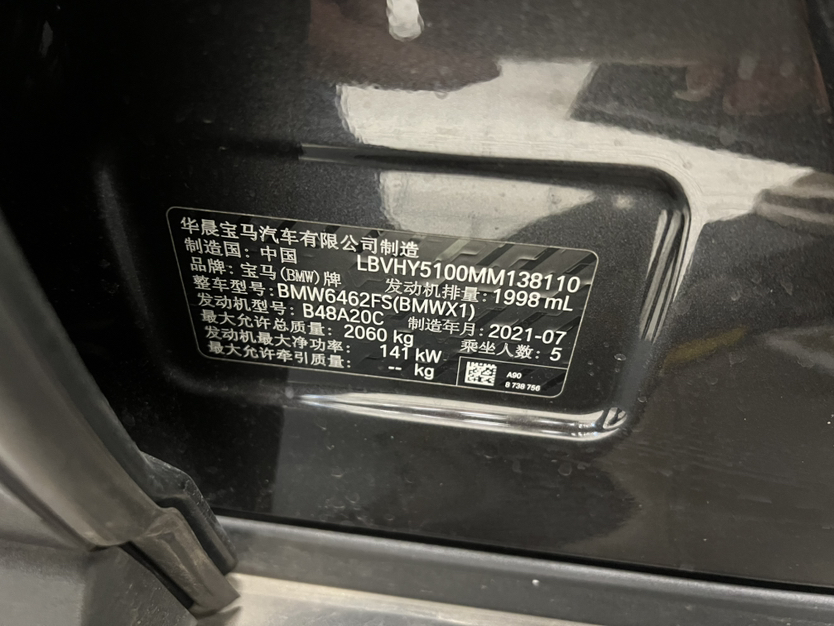 华晨宝马汽车有限公司制造
制造国: 中国 LBVHY5100MM138110
品牌: 宝马(BMW)牌 发动机排量: 1998 mL
整车型号: BMW6462FS(BMWX1)
发动机型号: B48A20C 制造年月: 2021-07
最大允许总质量: 2060 kg 乘坐人数: 5
发动机最大净功率: 141 kW
最大允许牵引质量: -- kg
A90
8 738 756